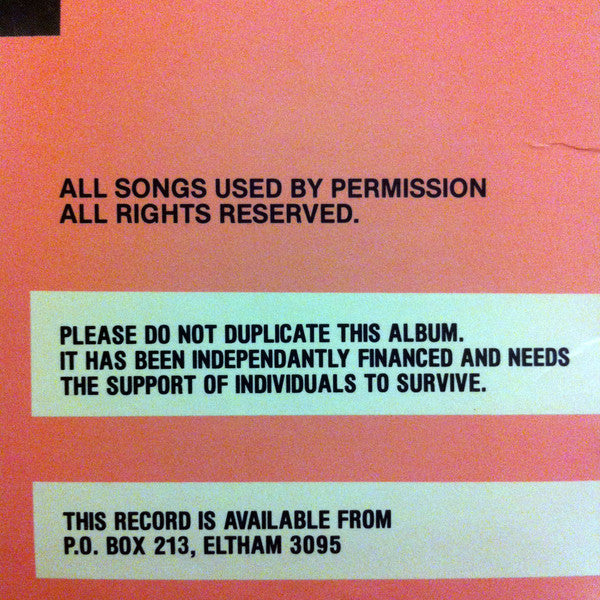 ALL SONGS USED BY PERMISSION
ALL RIGHTS RESERVED.
PLEASE DO NOT DUPLICATE THIS ALBUM.
IT HAS BEEN INDEPENDANTLY FINANCED AND NEEDS
THE SUPPORT OF INDIVIDUALS TO SURVIVE.
THIS RECORD IS AVAILABLE FROM
P.O. BOX 213, ELTHAM 3095